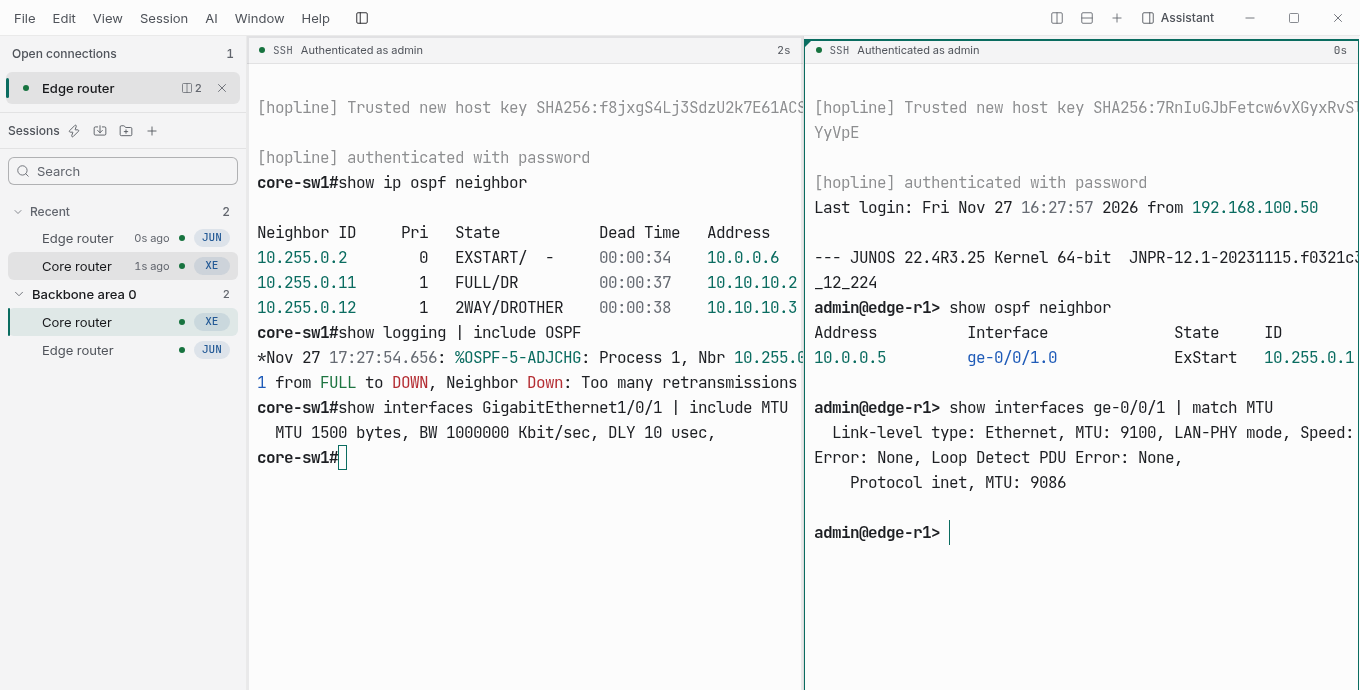 File Edit View Session AI Window Help
Assistant
Open connections 1
Edge router 2
Sessions
Search
Recent 2
Edge router 0s ago JUN
Core router 1s ago XE
Backbone area 0 2
Core router XE
Edge router JUN
SSH Authenticated as admin 2s
[hopline] Trusted new host key SHA256:f8jxgS4Lj3SdzU2k7E61ACS
[hopline] authenticated with password
core-sw1#show ip ospf neighbor
Neighbor ID Pri State Dead Time Address
10.255.0.2 0 EXSTART/ - 00:00:34 10.0.0.6
10.255.0.11 1 FULL/DR 00:00:37 10.10.10.2
10.255.0.12 1 2WAY/DROTHER 00:00:38 10.10.10.3
core-sw1#show logging | include OSPF
*Nov 27 17:27:54.656: %OSPF-5-ADJCHG: Process 1, Nbr 10.255.0
1 from FULL to DOWN, Neighbor Down: Too many retransmissions
core-sw1#show interfaces GigabitEthernet1/0/1 | include MTU
MTU 1500 bytes, BW 1000000 Kbit/sec, DLY 10 usec,
core-sw1#
SSH Authenticated as admin 0s
[hopline] Trusted new host key SHA256:7RnIuGJbFetcw6vXGyxRvST
YyVpE
[hopline] authenticated with password
Last login: Fri Nov 27 16:27:57 2026 from 192.168.100.50
--- JUNOS 22.4R3.25 Kernel 64-bit JNPR-12.1-20231115.f0321c3
_12_224
admin@edge-r1> show ospf neighbor
Address Interface State ID
10.0.0.5 ge-0/0/1.0 ExStart 10.255.0.1
admin@edge-r1> show interfaces ge-0/0/1 | match MTU
Link-level type: Ethernet, MTU: 9100, LAN-PHY mode, Speed:
Error: None, Loop Detect PDU Error: None,
Protocol inet, MTU: 9086
admin@edge-r1>